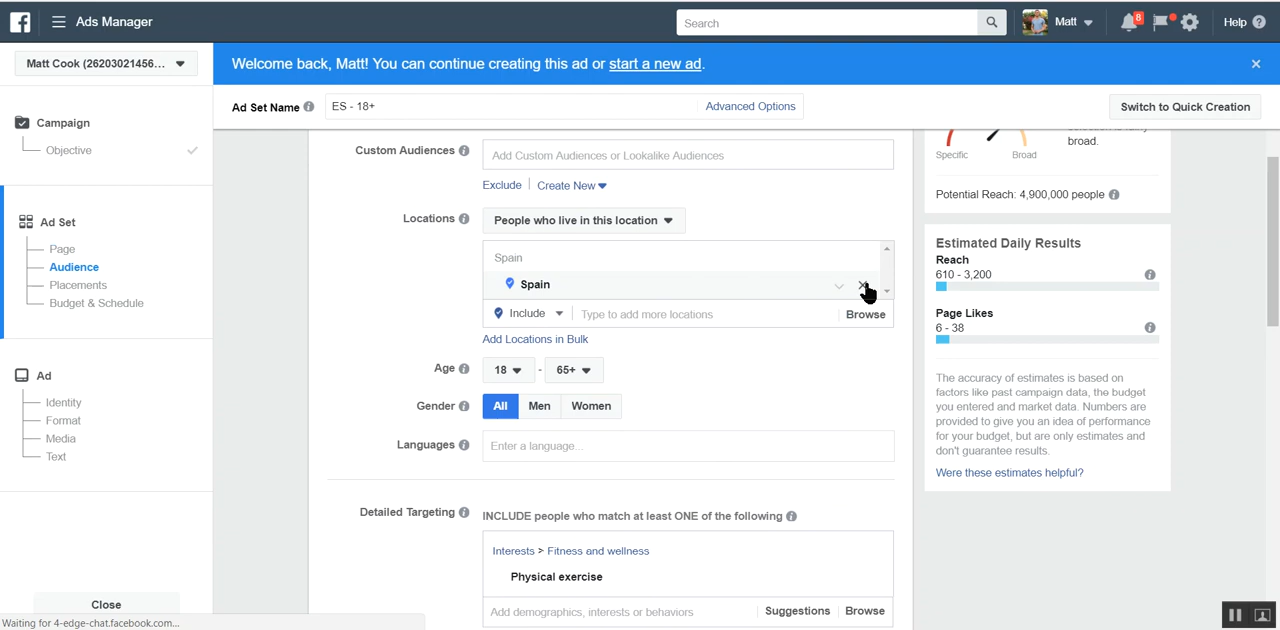 Ads Manager
Search
Matt
8
Help
Matt Cook (26203021456...
Welcome back, Matt! You can continue creating this ad or start a new ad.
Ad Set Name
ES - 18+
Advanced Options
Switch to Quick Creation
Campaign
Objective
Ad Set
Page
Audience
Placements
Budget & Schedule
Ad
Identity
Format
Media
Text
Close
Waiting for 4-edge-chat.facebook.com...
Custom Audiences
Add Custom Audiences or Lookalike Audiences
Exclude
Create New
Locations
People who live in this location
Spain
Spain
Include
Type to add more locations
Browse
Add Locations in Bulk
Age
18
-
65+
Gender
All
Men
Women
Languages
Enter a language...
Detailed Targeting
INCLUDE people who match at least ONE of the following
Interests > Fitness and wellness
Physical exercise
Add demographics, interests or behaviors
Suggestions
Browse
broad.
Specific
Broad
Potential Reach: 4,900,000 people
Estimated Daily Results
Reach
610 - 3,200
Page Likes
6 - 38
The accuracy of estimates is based on
factors like past campaign data, the budget
you entered and market data. Numbers are
provided to give you an idea of performance
for your budget, but are only estimates and
don't guarantee results.
Were these estimates helpful?